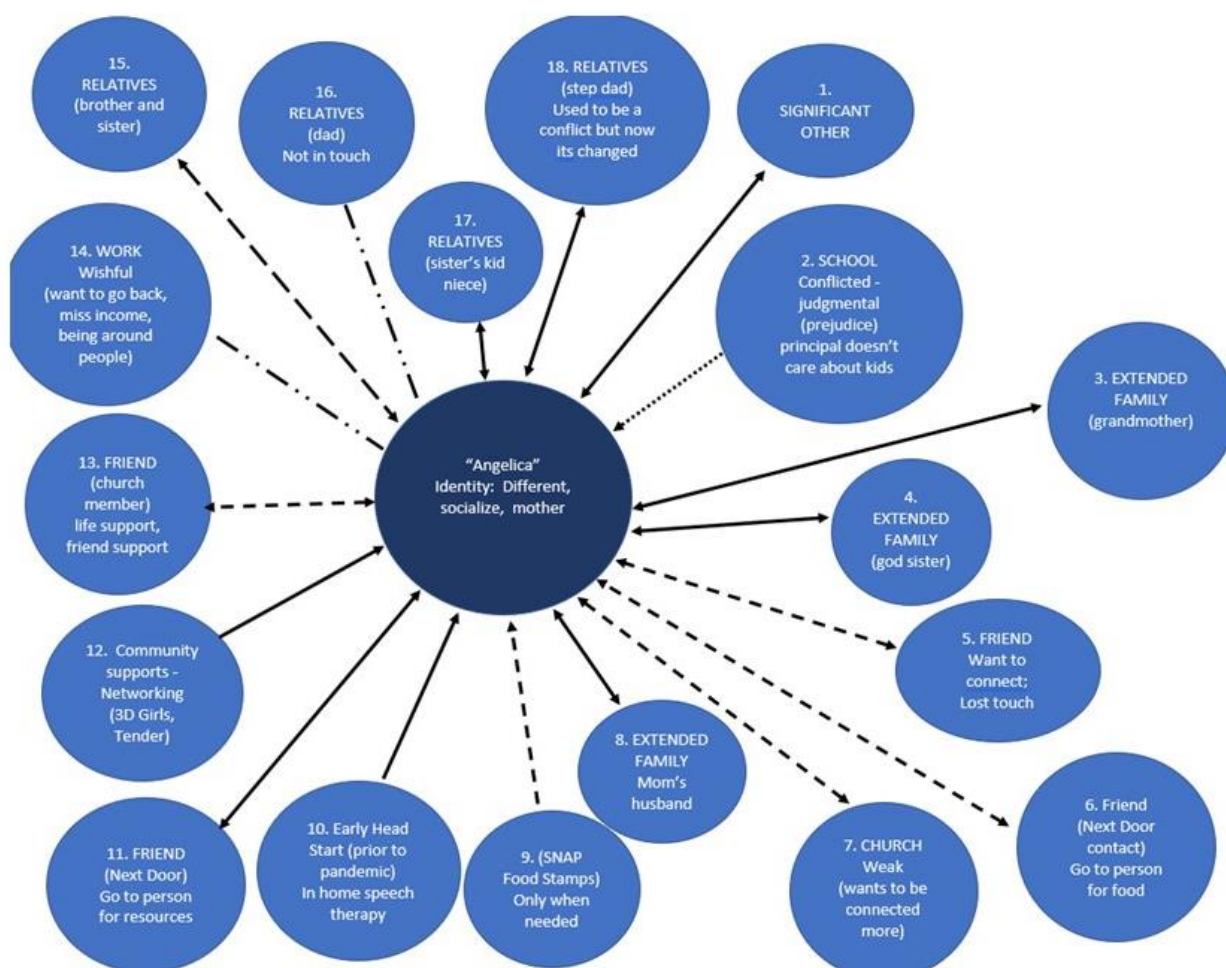 15.
RELATIVES
(brother and
sister)
16.
RELATIVES
(dad)
Not in touch
18. RELATIVES
(step dad)
Used to be a
conflict but now
its changed
1.
SIGNIFICANT
OTHER
17.
RELATIVES
(sister's kid
niece)
14. WORK
Wishful
(want to go back,
miss income,
being around
people)
2. SCHOOL
Conflicted -
judgmental
(prejudice)
principal doesn't
care about kids
3. EXTENDED
FAMILY
(grandmother)
"Angelica"
Identity: Different,
socialize, mother
13. FRIEND
(church
member)
life support,
friend support
4.
EXTENDED
FAMILY
(god sister)
5. FRIEND
Want to
connect;
Lost touch
12. Community
supports -
Networking
(3D Girls,
Tender)
8. EXTENDED
FAMILY
Mom's
husband
6. Friend
(Next Door
contact)
Go to person
for food
11. FRIEND
(Next Door)
Go to person
for resources
10. Early Head
Start (prior to
pandemic)
In home speech
therapy
9. (SNAP
Food Stamps)
Only when
needed
7. CHURCH
Weak
(wants to be
connected
more)